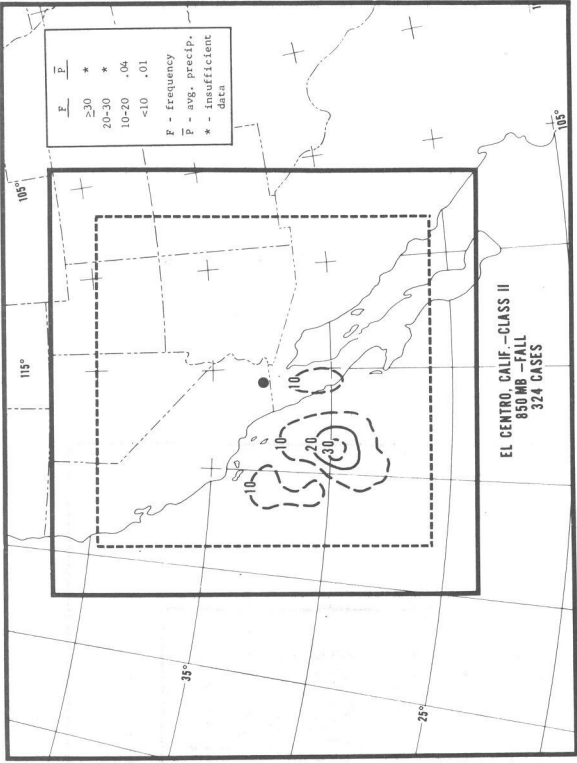 F P̅
≥30 *
20-30 *
10-20 .04
<10 .01
F - frequency
P̅ - avg. precip.
* - insufficient
data
105°
115°
105°
35°
25°
10
10
20
30
10
EL CENTRO, CALIF.–CLASS II
850 MB –FALL
324 CASES